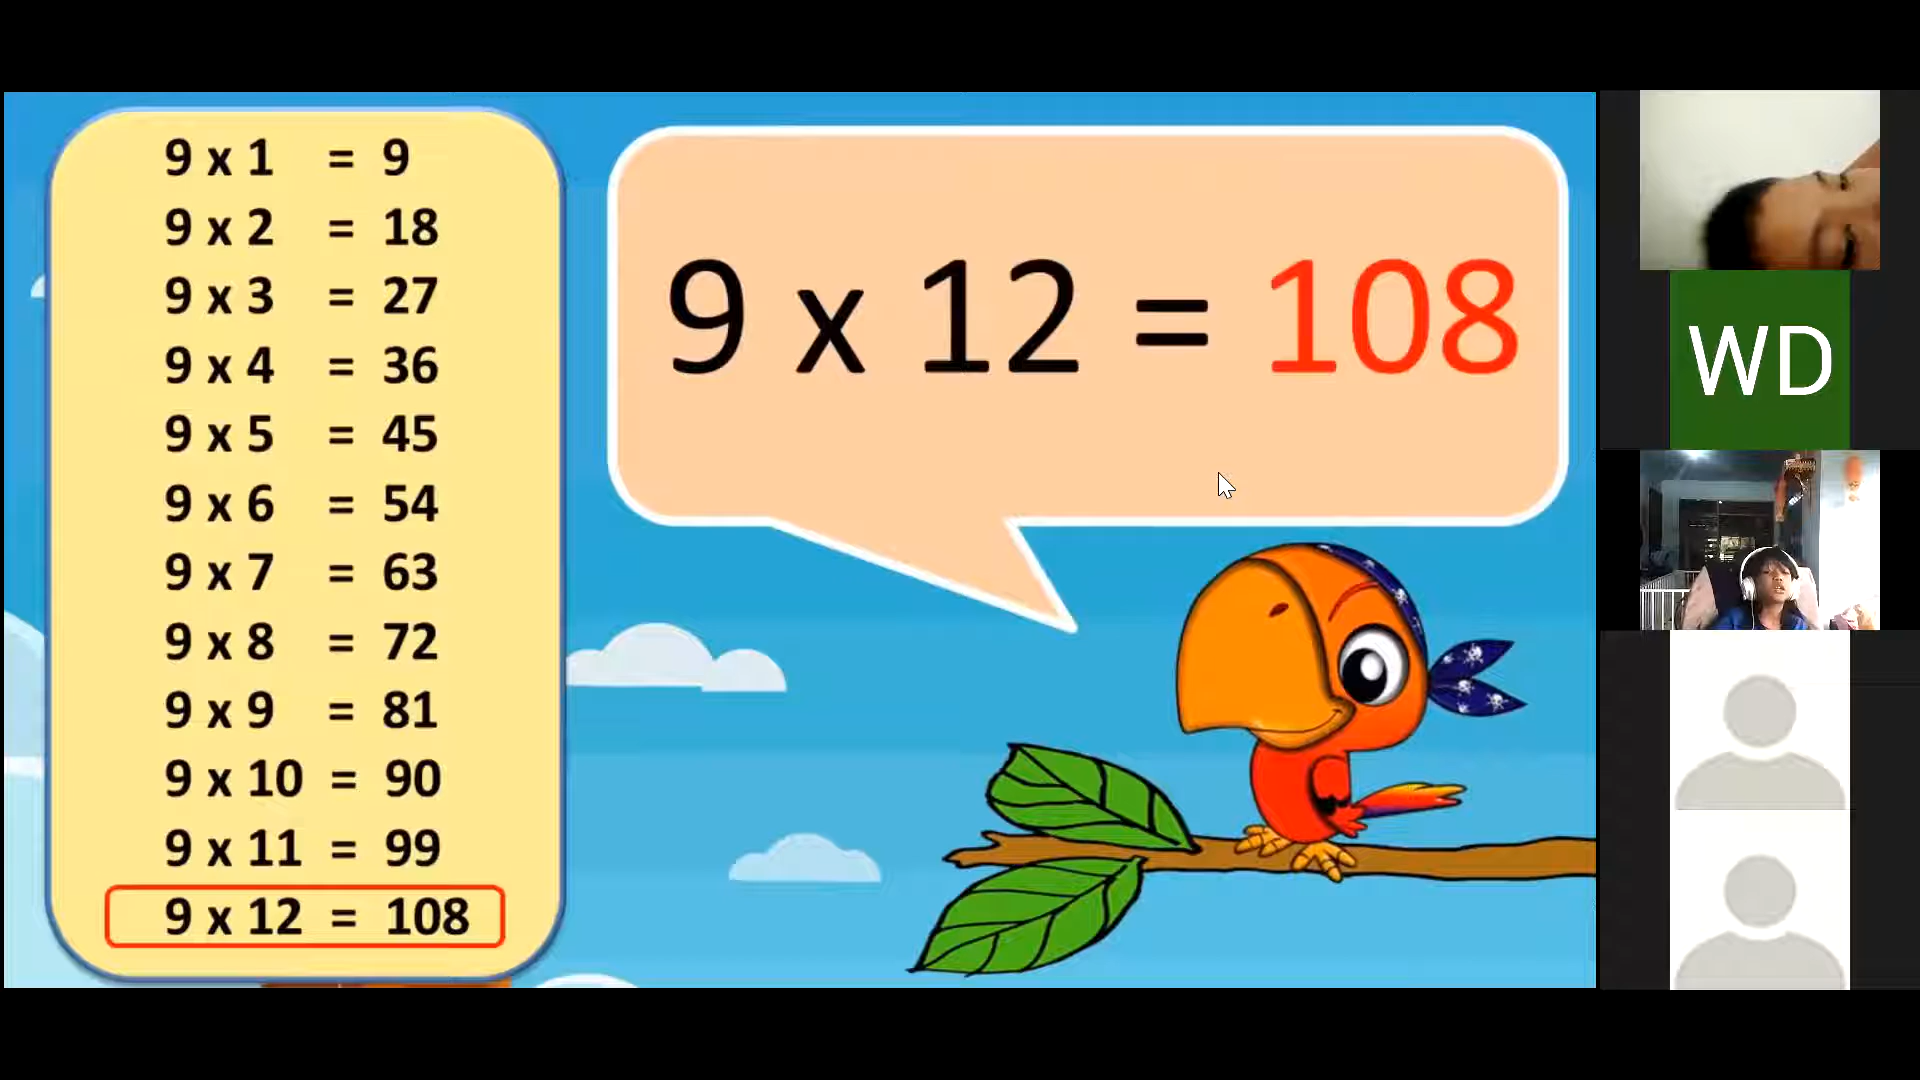 9 x 1 = 9
9 x 2 = 18
9 x 3 = 27
9 x 4 = 36
9 x 5 = 45
9 x 6 = 54
9 x 7 = 63
9 x 8 = 72
9 x 9 = 81
9 x 10 = 90
9 x 11 = 99
9 x 12 = 108
9 x 12 = 108
WD